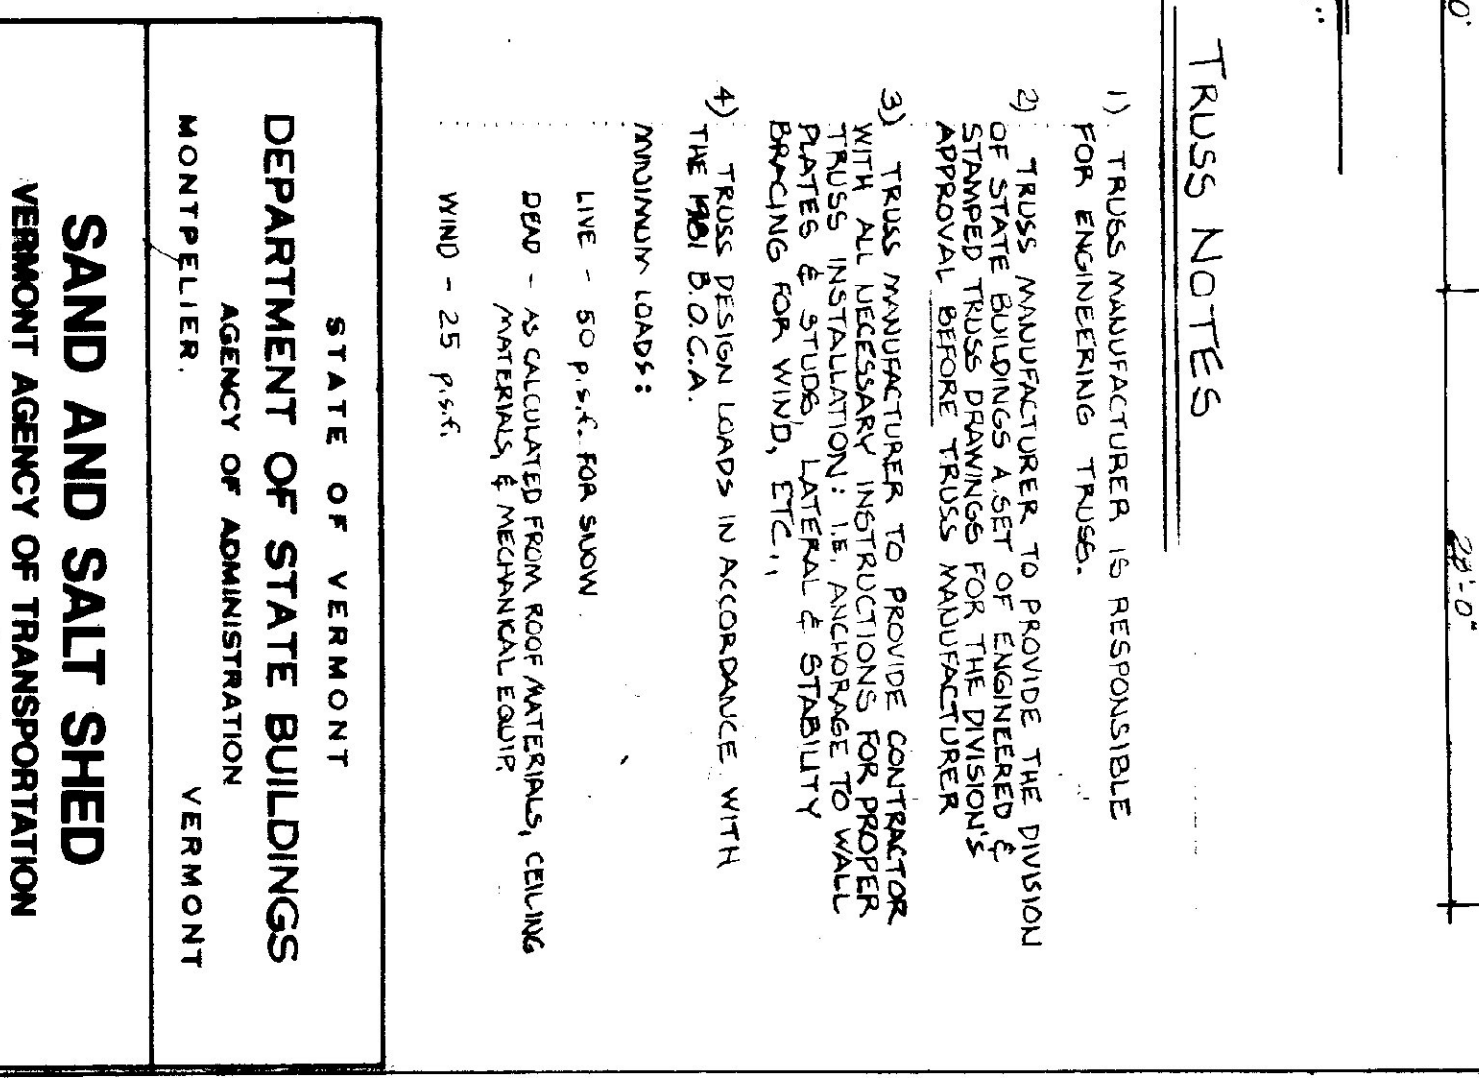 28'-0"
TRUSS NOTES
1) TRUSS MANUFACTURER IS RESPONSIBLE
FOR ENGINEERING TRUSS.
2) TRUSS MANUFACTURER TO PROVIDE THE DIVISION
OF STATE BUILDINGS A SET OF ENGINEERED &
STAMPED TRUSS DRAWINGS FOR THE DIVISION'S
APPROVAL BEFORE TRUSS MANUFACTURER
3) TRUSS MANUFACTURER TO PROVIDE CONTRACTOR
WITH ALL NECESSARY INSTRUCTIONS FOR PROPER
TRUSS INSTALLATION: I.E. ANCHORAGE TO WALL
PLATES & STUDS, LATERAL & STABILITY
BRACING FOR WIND, ETC.,
4) TRUSS DESIGN LOADS IN ACCORDANCE WITH
THE 1981 B.O.C.A.
MINIMUM LOADS:
LIVE - 50 p.s.f. FOR SNOW
DEAD - AS CALCULATED FROM ROOF MATERIALS, CEILING
MATERIALS, & MECHANICAL EQUIP.
WIND - 25 p.s.f.
STATE OF VERMONT
DEPARTMENT OF STATE BUILDINGS
AGENCY OF ADMINISTRATION
MONTPELIER. VERMONT
SAND AND SALT SHED
VERMONT AGENCY OF TRANSPORTATION